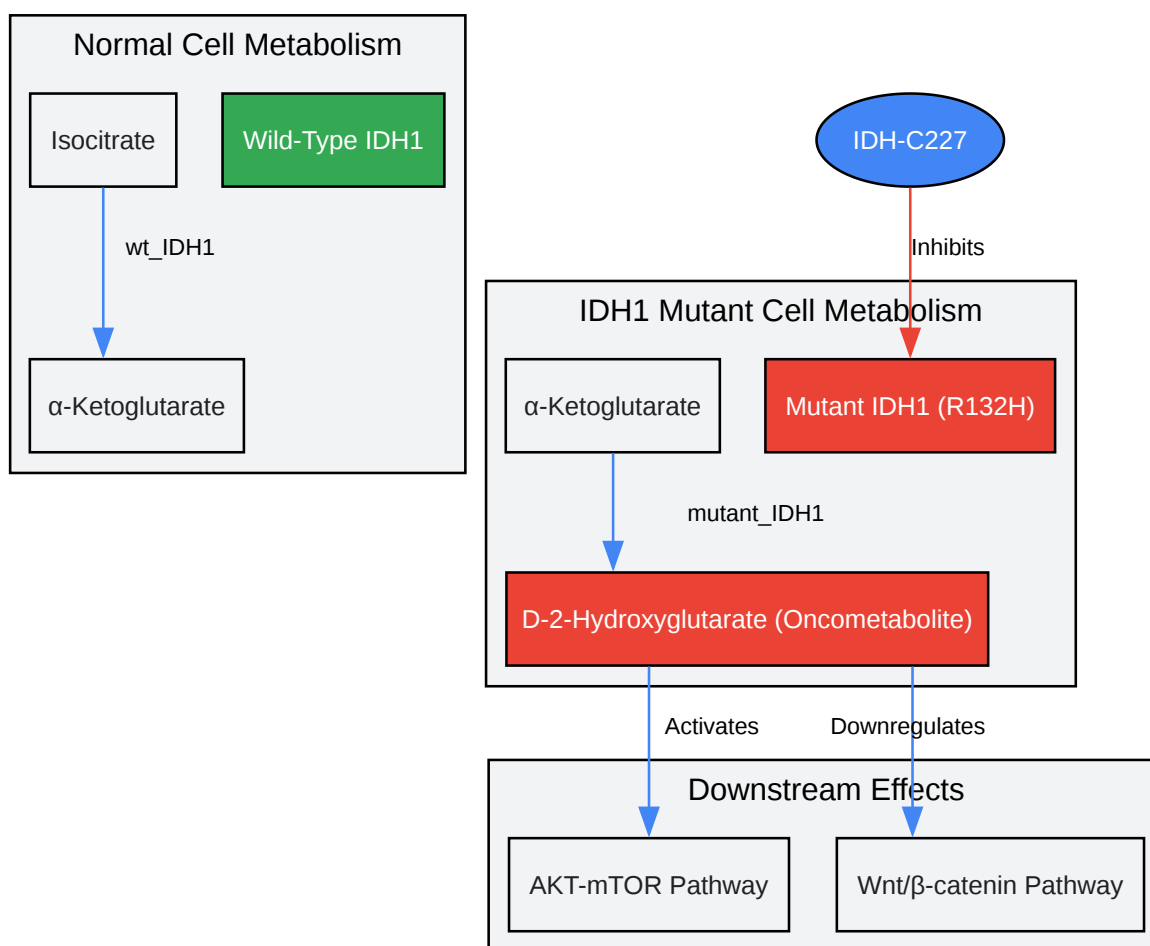 Normal Cell Metabolism
Isocitrate
Wild-Type IDH1
wt_IDH1
α-Ketoglutarate
IDH-C227
Inhibits
IDH1 Mutant Cell Metabolism
α-Ketoglutarate
Mutant IDH1 (R132H)
mutant_IDH1
D-2-Hydroxyglutarate (Oncometabolite)
Activates
Downregulates
Downstream Effects
AKT-mTOR Pathway
Wnt/β-catenin Pathway